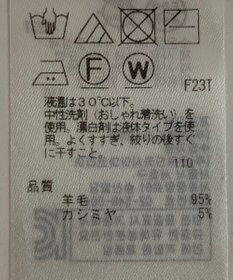 F
W
F23T
液温は30℃以下。
中性洗剤(おしゃれ着洗い)を
使用。漂白剤は液体タイプを使
用。よくすすぎ、絞りの後すぐ
に干すこと。
110
品質
羊毛 95%
カシミヤ 5%